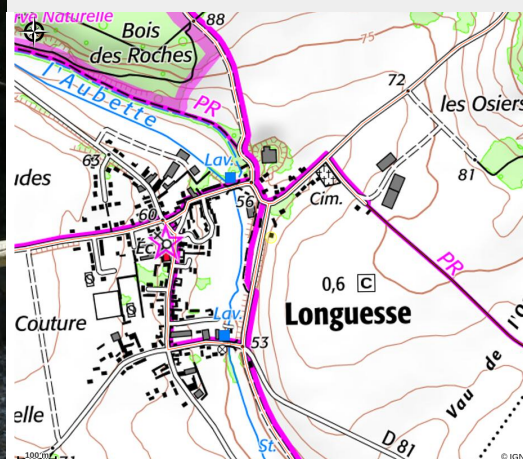 rve Naturelle
88
Bois
des Roches
75
l'Aubette
PR
72
les Osiers
Lav.
63
81
udes
Cim.
56
60
Éc.
PR
0,6 C
Longuesse
Couture
Lav.
53
Vau de l'O
elle
D 81
St.
100 m
© IGN